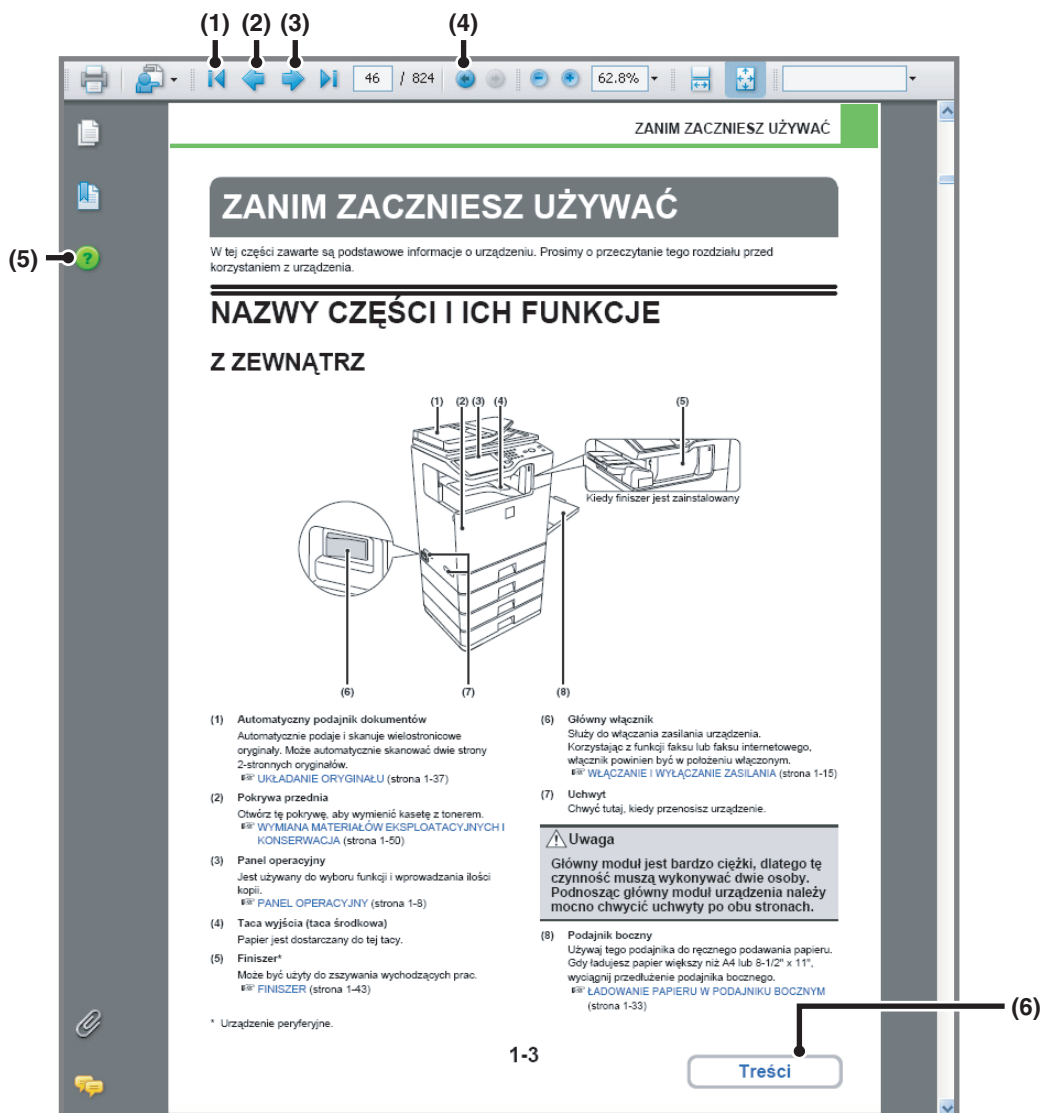 (1) (2) (3) (4)
46 / 824 62.8%
ZANIM ZACZNIESZ UŻYWAĆ
ZANIM ZACZNIESZ UŻYWAĆ
(5)
W tej części zawarte są podstawowe informacje o urządzeniu. Prosimy o przeczytanie tego rozdziału przed
korzystaniem z urządzenia.
NAZWY CZĘŚCI I ICH FUNKCJE
Z ZEWNĄTRZ
(1) (2) (3) (4) (5)
Kiedy finiszer jest zainstalowany
(6) (7) (8)
(1) Automatyczny podajnik dokumentów
Automatycznie podaje i skanuje wielostronicowe
oryginały. Może automatycznie skanować dwie strony
2-stronnych oryginałów.
UKŁADANIE ORYGINAŁU (strona 1-37)
(2) Pokrywa przednia
Otwórz tę pokrywę, aby wymienić kasetę z tonerem.
WYMIANA MATERIAŁÓW EKSPLOATACYJNYCH I
KONSERWACJA (strona 1-50)
(3) Panel operacyjny
Jest używany do wyboru funkcji i wprowadzania ilości
kopii.
PANEL OPERACYJNY (strona 1-8)
(4) Taca wyjścia (taca środkowa)
Papier jest dostarczany do tej tacy.
(5) Finiszer*
Może być użyty do zszywania wychodzących prac.
FINISZER (strona 1-43)
* Urządzenie peryferyjne.
(6) Główny włącznik
Służy do włączania zasilania urządzenia.
Korzystając z funkcji faksu lub faksu internetowego,
włącznik powinien być w położeniu włączonym.
WŁĄCZANIE I WYŁĄCZANIE ZASILANIA (strona 1-15)
(7) Uchwyt
Chwyć tutaj, kiedy przenosisz urządzenie.
Uwaga
Główny moduł jest bardzo ciężki, dlatego tę
czynność muszą wykonywać dwie osoby.
Podnosząc główny moduł urządzenia należy
mocno chwycić uchwyty po obu stronach.
(8) Podajnik boczny
Używaj tego podajnika do ręcznego podawania papieru.
Gdy ładujesz papier większy niż A4 lub 8-1/2" x 11",
wyciągnij przedłużenie podajnika bocznego.
ŁADOWANIE PAPIERU W PODAJNIKU BOCZNYM
(strona 1-33)
(6)
1-3
Treści